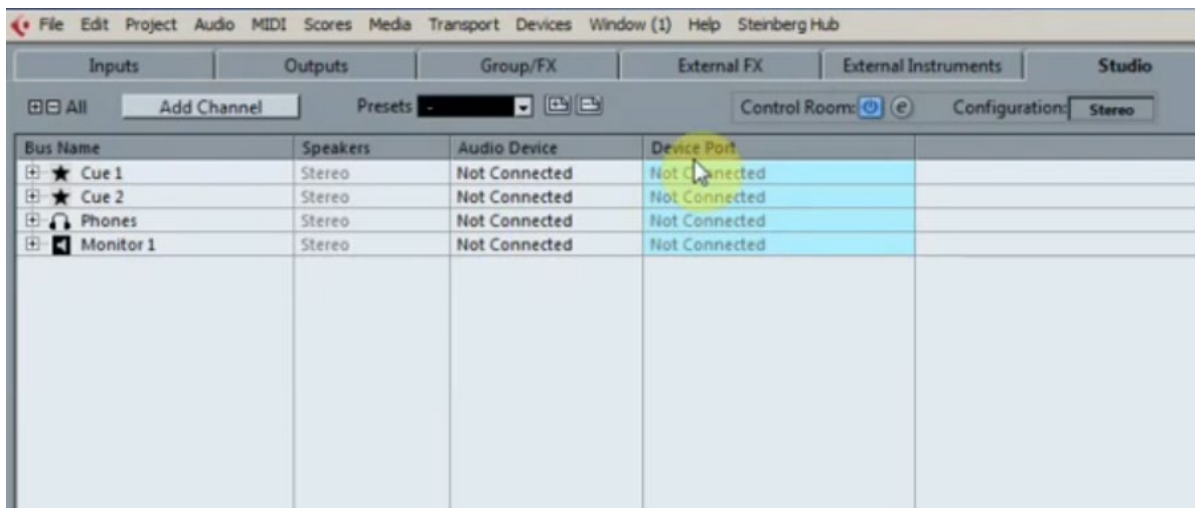 File Edit Project Audio MIDI Scores Media Transport Devices Window (1) Help Steinberg Hub
Inputs Outputs Group/FX External FX External Instruments Studio
All Add Channel Presets - Control Room: e Configuration: Stereo
Bus Name Speakers Audio Device Device Port
Cue 1 Stereo Not Connected Not Connected
Cue 2 Stereo Not Connected Not Connected
Phones Stereo Not Connected Not Connected
Monitor 1 Stereo Not Connected Not Connected